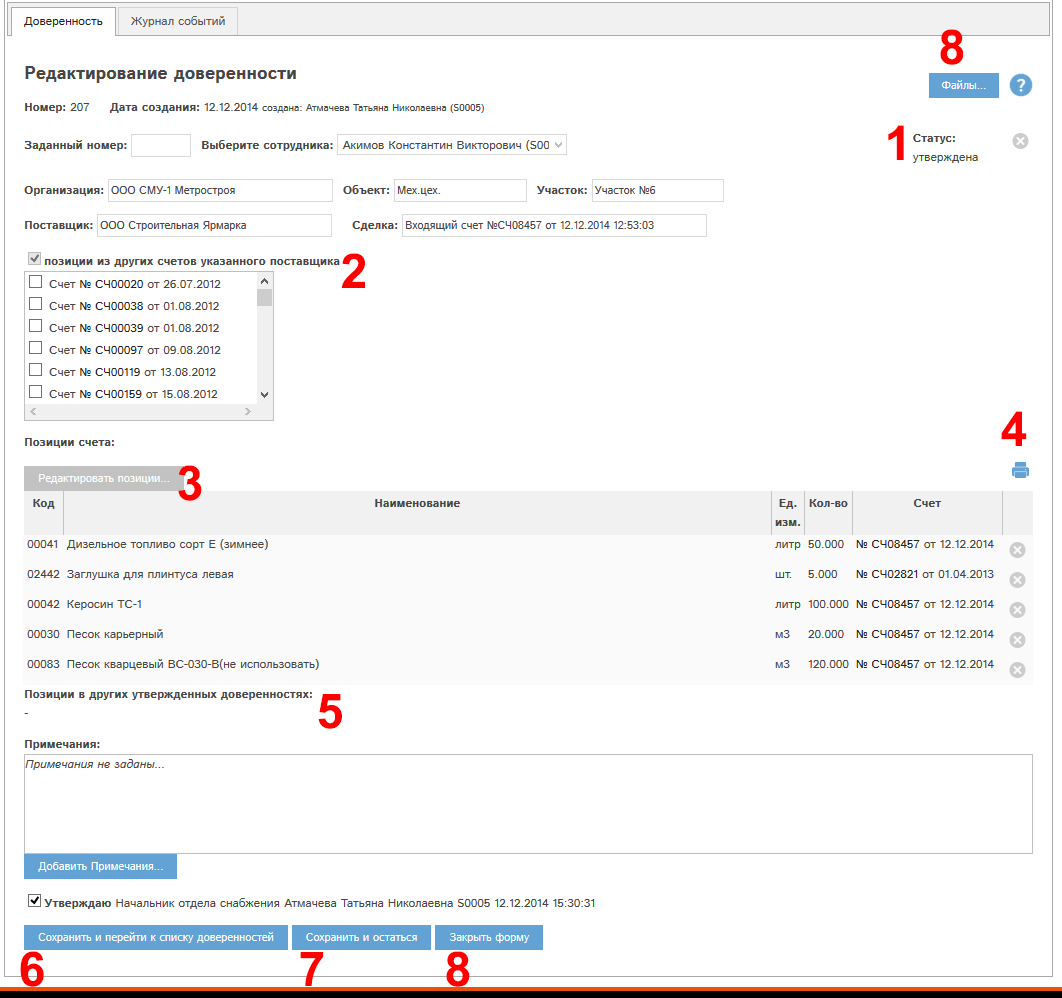 Доверенность Журнал событий
8
Редактирование доверенности
Файлы... ?
Номер: 207 Дата создания: 12.12.2014 создана: Атмачева Татьяна Николаевна (S0005)
1 Статус:
Заданный номер: Выберите сотрудника: Акимов Константин Викторович (S00
утверждена
Организация: ООО СМУ-1 Метростроя Объект: Мех.цех. Участок: Участок №6
Поставщик: ООО Строительная Ярмарка Сделка: Входящий счет №СЧ08457 от 12.12.2014 12:53:03
позиции из других счетов указанного поставщика 2
Счет № СЧ00020 от 26.07.2012
Счет № СЧ00038 от 01.08.2012
Счет № СЧ00039 от 01.08.2012
Счет № СЧ00097 от 09.08.2012
Счет № СЧ00119 от 13.08.2012
Счет № СЧ00159 от 15.08.2012
4
Позиции счета:
Редактировать позиции... 3
Код Наименование Ед. изм. Кол-во Счет
00041 Дизельное топливо сорт Е (зимнее) литр 50.000 № СЧ08457 от 12.12.2014
02442 Заглушка для плинтуса левая шт. 5.000 № СЧ02821 от 01.04.2013
00042 Керосин ТС-1 литр 100.000 № СЧ08457 от 12.12.2014
00030 Песок карьерный м3 20.000 № СЧ08457 от 12.12.2014
00083 Песок кварцевый ВС-030-В(не использовать) м3 120.000 № СЧ08457 от 12.12.2014
Позиции в других утвержденных доверенностях: 5
-
Примечания:
Примечания не заданы...
Добавить Примечания...
Утверждаю Начальник отдела снабжения Атмачева Татьяна Николаевна S0005 12.12.2014 15:30:31
Сохранить и перейти к списку доверенностей Сохранить и остаться Закрыть форму
6 7 8